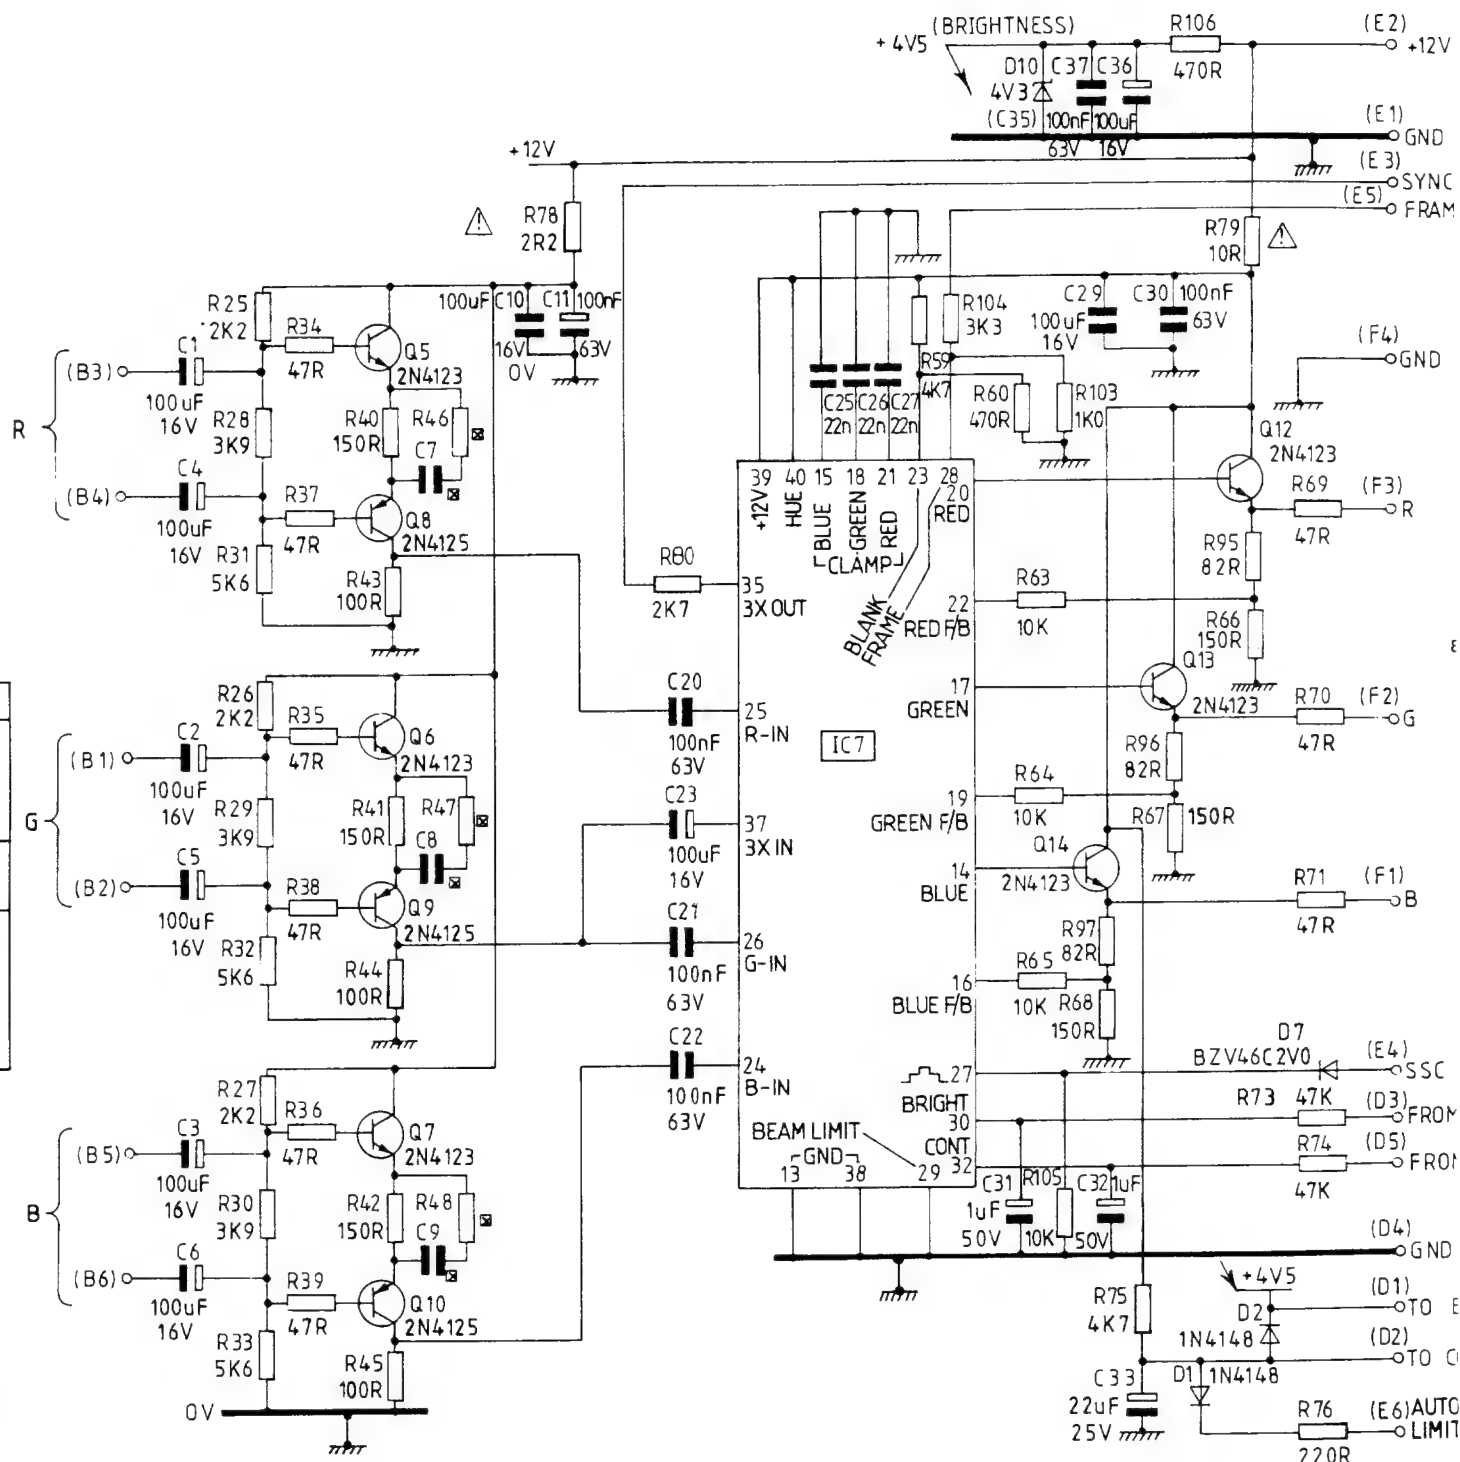 (BRIGHTNESS)
+4V5
R106
470R
(E2)
+12V
D10
4V3
C37
C36
(C35)
100nF
63V
100uF
16V
(E1)
GND
+12V
(E3)
SYNC
(E5)
FRAM
R78
2R2
R79
10R
R25
2K2
R34
47R
Q5
2N4123
100uF
C10
16V
0V
C11
100nF
63V
R104
3K3
C29
100uF
16V
C30
100nF
63V
(F4)
GND
R
(B3)
C1
100uF
16V
R28
3K9
R40
150R
R46
C7
(B4)
C4
100uF
16V
R37
47R
Q8
2N4125
R31
5K6
R43
100R
C25
22n
C26
22n
C27
22n
R59
4K7
R60
470R
R103
1K0
Q12
2N4123
R69
47R
(F3)
R
39
40
15
18
21
23
28
+12V
HUE
BLUE
GREEN
RED
CLAMP
BLANK
FRAME
20
RED
R95
82R
R80
2K7
35
3X OUT
22
RED F/B
R63
10K
R66
150R
R26
2K2
R35
47R
Q6
2N4123
C20
100nF
63V
25
R-IN
IC7
17
GREEN
Q13
2N4123
R70
47R
(F2)
G
G
(B1)
C2
100uF
16V
R29
3K9
R41
150R
R47
C8
C23
100uF
16V
37
3X IN
19
GREEN F/B
R64
10K
R96
82R
R67
150R
(B2)
C5
100uF
16V
R38
47R
Q9
2N4125
R32
5K6
R44
100R
C21
100nF
63V
26
G-IN
14
BLUE
Q14
2N4123
R71
47R
(F1)
B
R97
82R
16
BLUE F/B
R65
10K
R68
150R
R27
2K2
R36
47R
Q7
2N4123
C22
100nF
63V
24
B-IN
27
D7
BZV46C2V0
(E4)
SSC
BRIGHT
30
R73
47K
(D3)
FROM
CONT
32
R74
47K
(D5)
B
(B5)
C3
100uF
16V
R30
3K9
R42
150R
R48
C9
BEAM LIMIT
GND
13
38
29
C31
1uF
50V
R105
10K
C32
1uF
50V
(D4)
GND
(B6)
C6
100uF
16V
R39
47R
Q10
2N4125
R33
5K6
R45
100R
0V
R75
4K7
+4V5
D2
1N4148
(D1)
TO
(D2)
TO
C33
22uF
25V
D1
1N4148
R76
220R
(E6)
AUTO
LIMIT